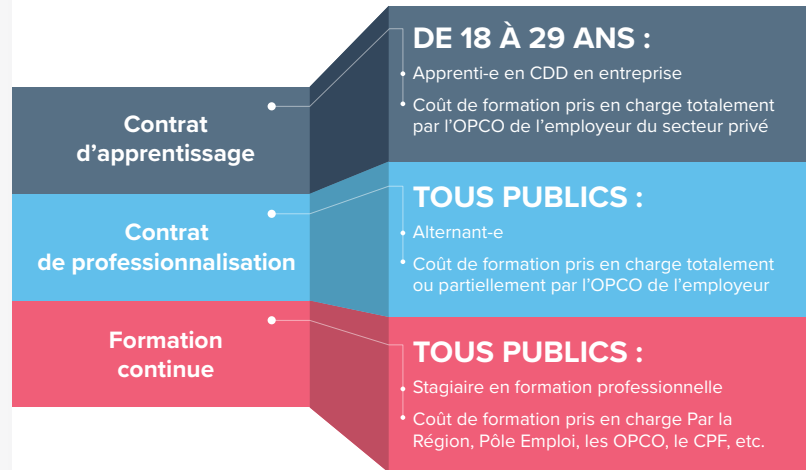 Contrat
d’apprentissage
DE 18 À 29 ANS :
Apprenti-e en CDD en entreprise
Coût de formation pris en charge totalement
par l’OPCO de l’employeur du secteur privé
Contrat
de professionnalisation
TOUS PUBLICS :
Alternant-e
Coût de formation pris en charge totalement
ou partiellement par l’OPCO de l’employeur
Formation
continue
TOUS PUBLICS :
Stagiaire en formation professionnelle
Coût de formation pris en charge Par la
Région, Pôle Emploi, les OPCO, le CPF, etc.